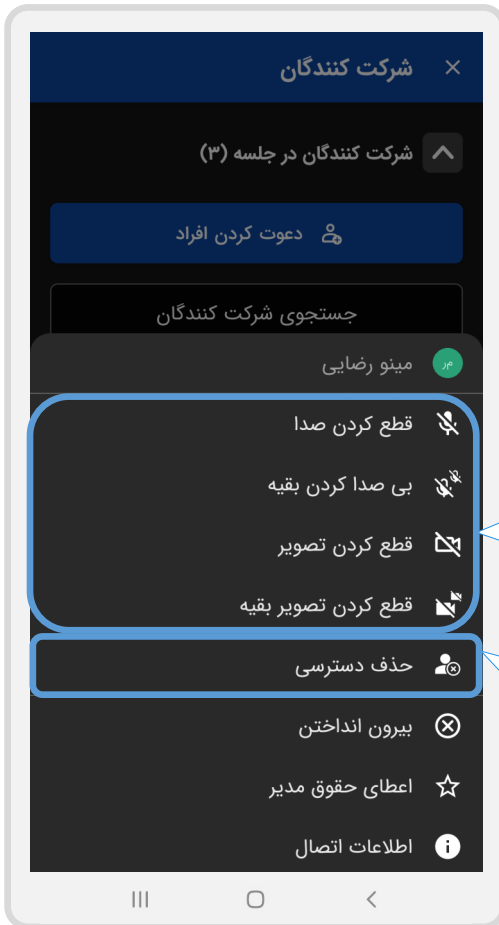 شرکت کنندگان
شرکت کنندگان در جلسه (۳)
دعوت کردن افراد
جستجوی شرکت کنندگان
مر مینو رضایی
قطع کردن صدا
بی صدا کردن بقیه
قطع کردن تصویر
قطع کردن تصویر بقیه
حذف دسترسی
بیرون انداختن
اعطای حقوق مدیر
اطلاعات اتصال